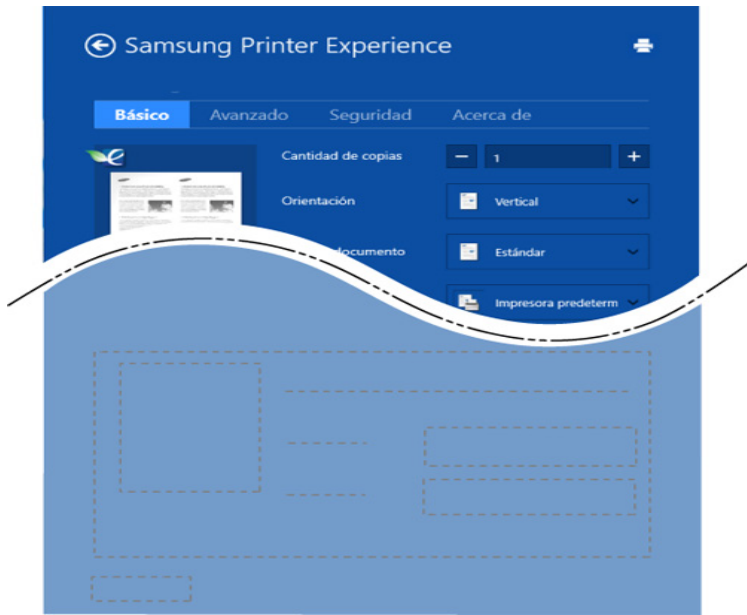 Samsung Printer Experience
Básico Avanzado Seguridad Acerca de
Cantidad de copias 1
Orientación Vertical
documento Estándar
Impresora predeterm